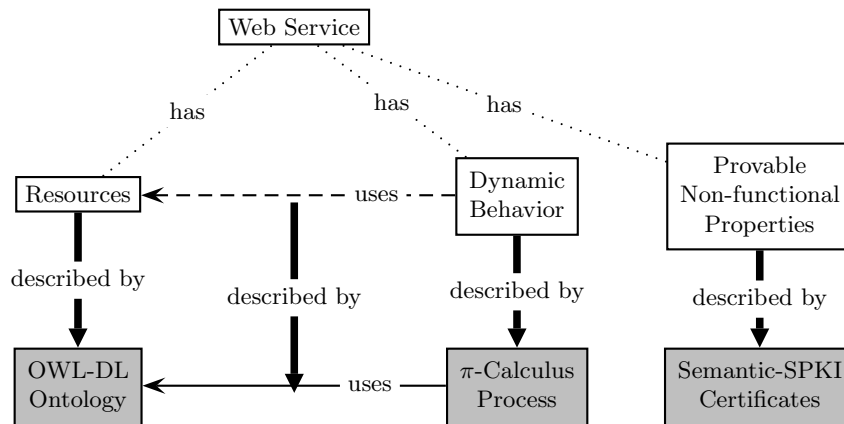 Web Service
has
has
has
Resources
uses
Dynamic
Behavior
Provable
Non-functional
Properties
described by
described by
described by
described by
OWL-DL
Ontology
uses
π-Calculus
Process
Semantic-SPKI
Certificates